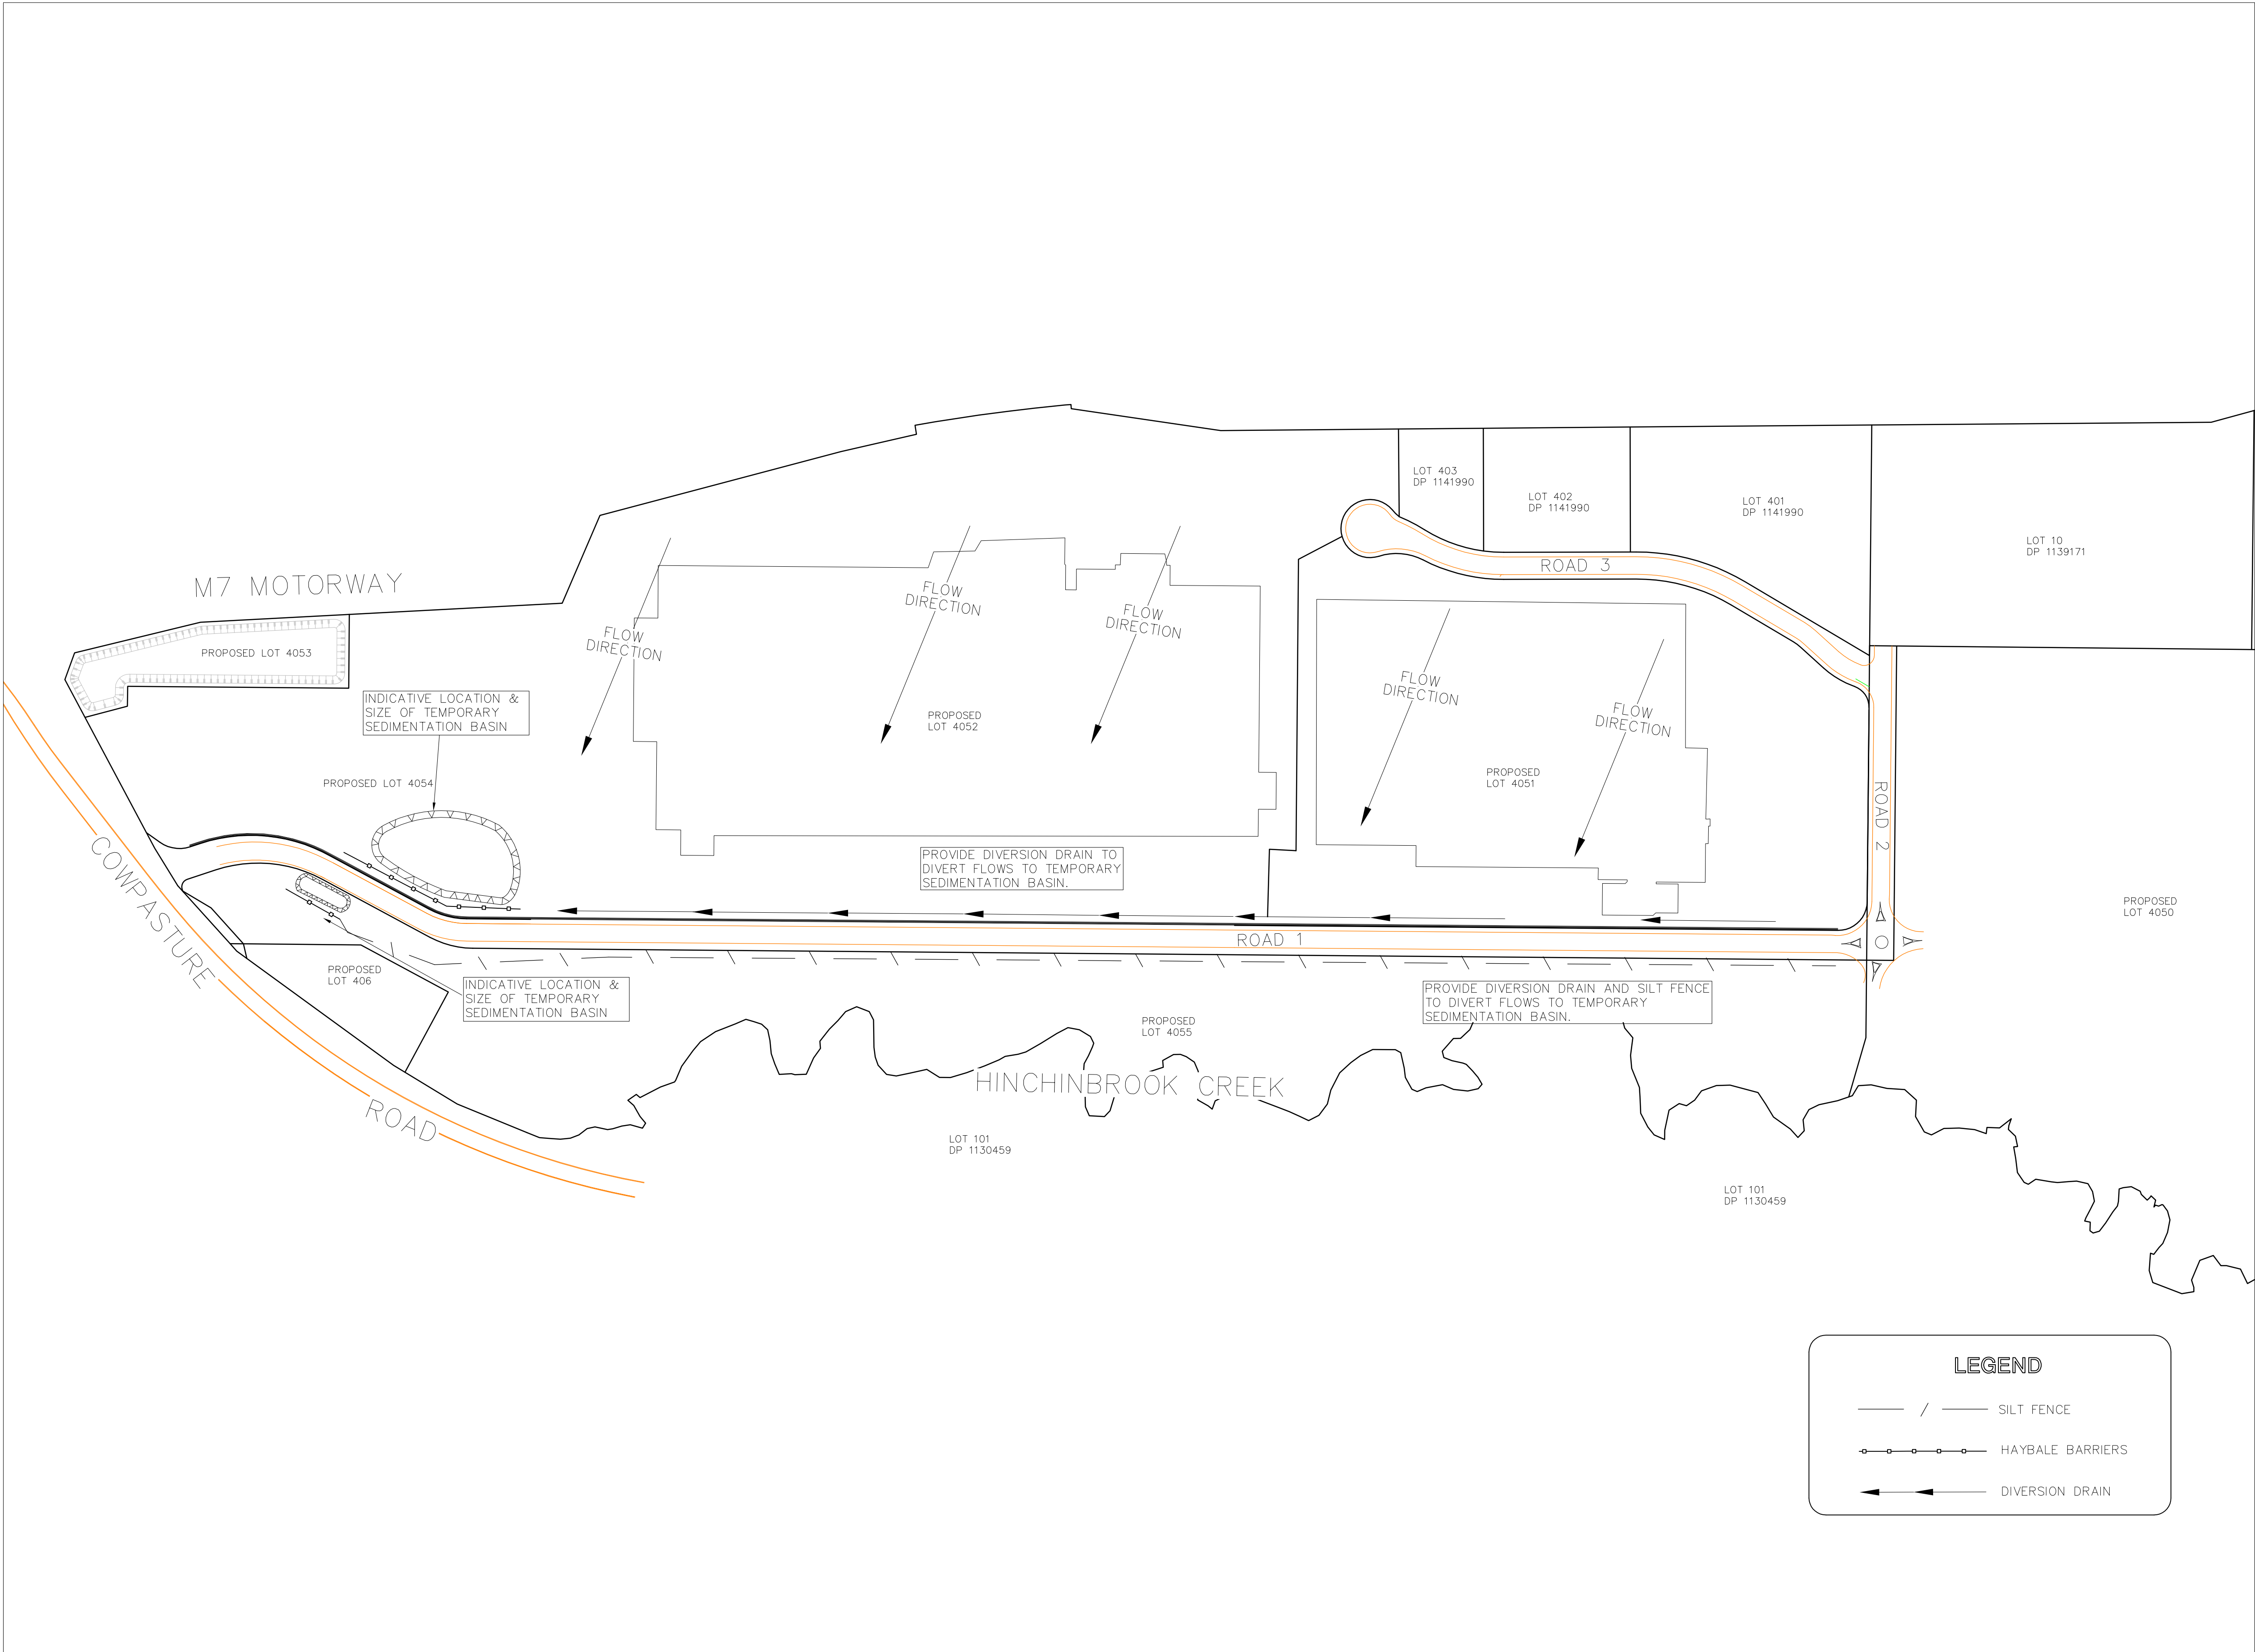 LOT 403
DP 1141990
LOT 402
DP 1141990
LOT 401
DP 1141990
LOT 10
DP 1139171
ROAD 3
M7 MOTORWAY
FLOW
DIRECTION
FLOW
DIRECTION
FLOW
DIRECTION
PROPOSED LOT 4053
FLOW
DIRECTION
FLOW
DIRECTION
INDICATIVE LOCATION &
SIZE OF TEMPORARY
SEDIMENTATION BASIN
PROPOSED
LOT 4052
PROPOSED LOT 4054
PROPOSED
LOT 4051
ROAD 2
PROVIDE DIVERSION DRAIN TO
DIVERT FLOWS TO TEMPORARY
SEDIMENTATION BASIN.
PROPOSED
LOT 4050
COWPASTURE
ROAD
ROAD 1
PROPOSED
LOT 406
INDICATIVE LOCATION &
SIZE OF TEMPORARY
SEDIMENTATION BASIN
PROVIDE DIVERSION DRAIN AND SILT FENCE
TO DIVERT FLOWS TO TEMPORARY
SEDIMENTATION BASIN.
PROPOSED
LOT 4055
HINCHINBROOK CREEK
LOT 101
DP 1130459
LOT 101
DP 1130459
LEGEND
SILT FENCE
HAYBALE BARRIERS
DIVERSION DRAIN